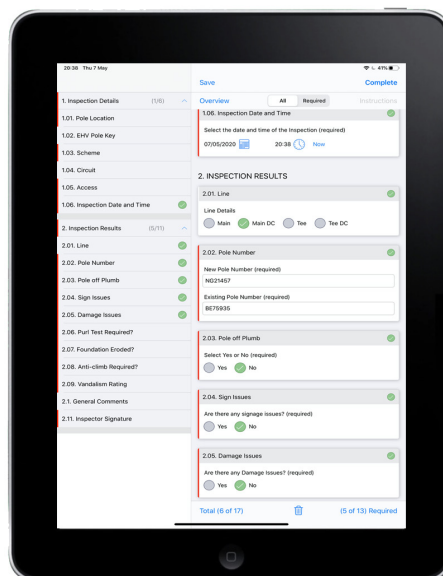 20:38 Thu 7 May
41%
Save
Complete
1. Inspection Details (1/6)
1.01. Pole Location
1.02. EHV Pole Key
1.03. Scheme
1.04. Circuit
1.05. Access
1.06. Inspection Date and Time
2. Inspection Results (5/11)
2.01. Line
2.02. Pole Number
2.03. Pole off Plumb
2.04. Sign Issues
2.05. Damage Issues
2.06. Purl Test Required?
2.07. Foundation Eroded?
2.08. Anti-climb Required?
2.09. Vandalism Rating
2.1. General Comments
2.11. Inspector Signature
Overview All Required Instructions
1.06. Inspection Date and Time
Select the date and time of the Inspection (required)
07/05/2020 20:38 Now
2. INSPECTION RESULTS
2.01. Line
Line Details
Main Main DC Tee Tee DC
2.02. Pole Number
New Pole Number (required)
NG21457
Existing Pole Number (required)
BE75935
2.03. Pole off Plumb
Select Yes or No (required)
Yes No
2.04. Sign Issues
Are there any signage issues? (required)
Yes No
2.05. Damage Issues
Are there any Damage Issues? (required)
Yes No
Total (6 of 17) (5 of 13) Required